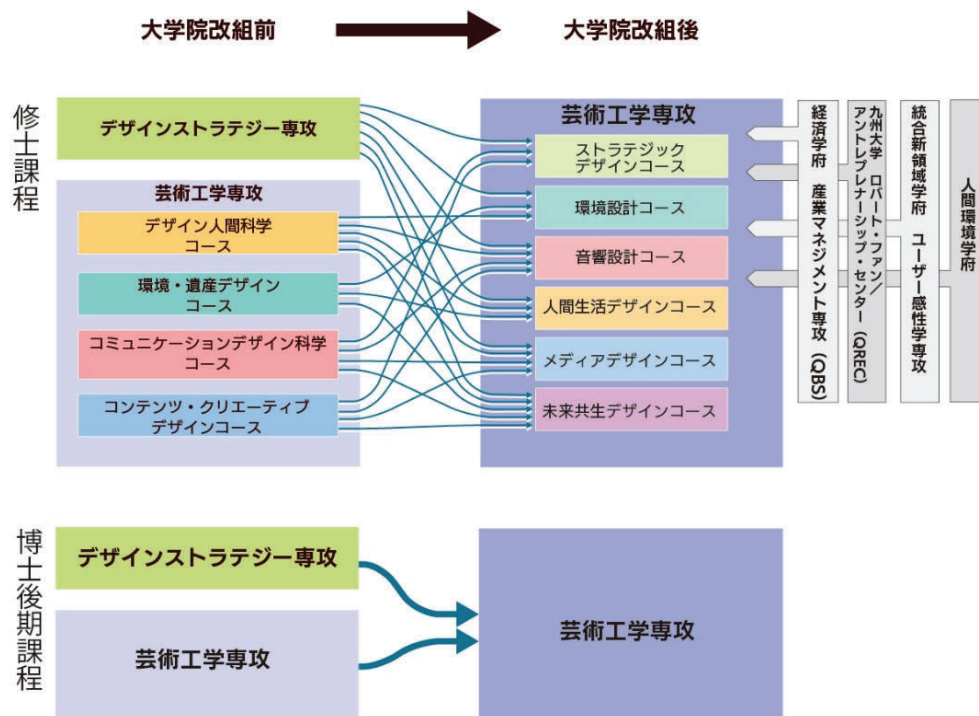 大学院改組前
大学院改組後
修士課程
デザインストラテジー専攻
芸術工学専攻
デザイン人間科学
コース
環境・遺産デザイン
コース
コミュニケーションデザイン科学
コース
コンテンツ・クリエーティブ
デザインコース
芸術工学専攻
ストラテジック
デザインコース
環境設計コース
音響設計コース
人間生活デザインコース
メディアデザインコース
未来共生デザインコース
経済学府 産業マネジメント専攻(QBS)
九州大学 ロバート・ファン/
アントレプレナーシップ・センター(QREC)
統合新領域学府 ユーザー感性学専攻
人間環境学府
博士後期課程
デザインストラテジー専攻
芸術工学専攻
芸術工学専攻